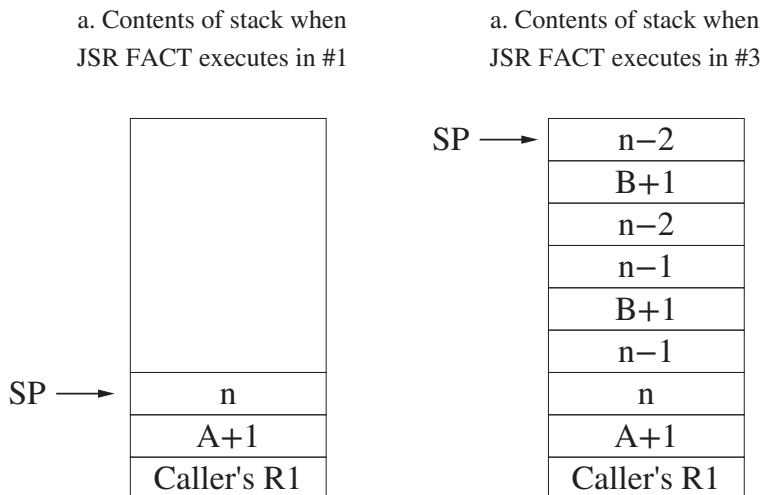 a. Contents of stack when
JSR FACT executes in #1
SP
n
A+1
Caller's R1
a. Contents of stack when
JSR FACT executes in #3
SP
n−2
B+1
n−2
n−1
B+1
n−1
n
A+1
Caller's R1